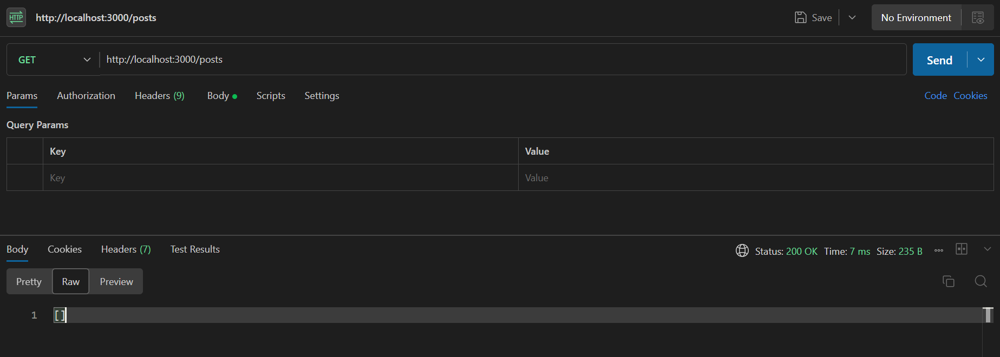 HTTP http://localhost:3000/posts Save No Environment
GET http://localhost:3000/posts Send
Params Authorization Headers (9) Body Scripts Settings Code Cookies
Query Params
Key Value
Key Value
Body Cookies Headers (7) Test Results Status: 200 OK Time: 7 ms Size: 235 B
Pretty Raw Preview
1 []